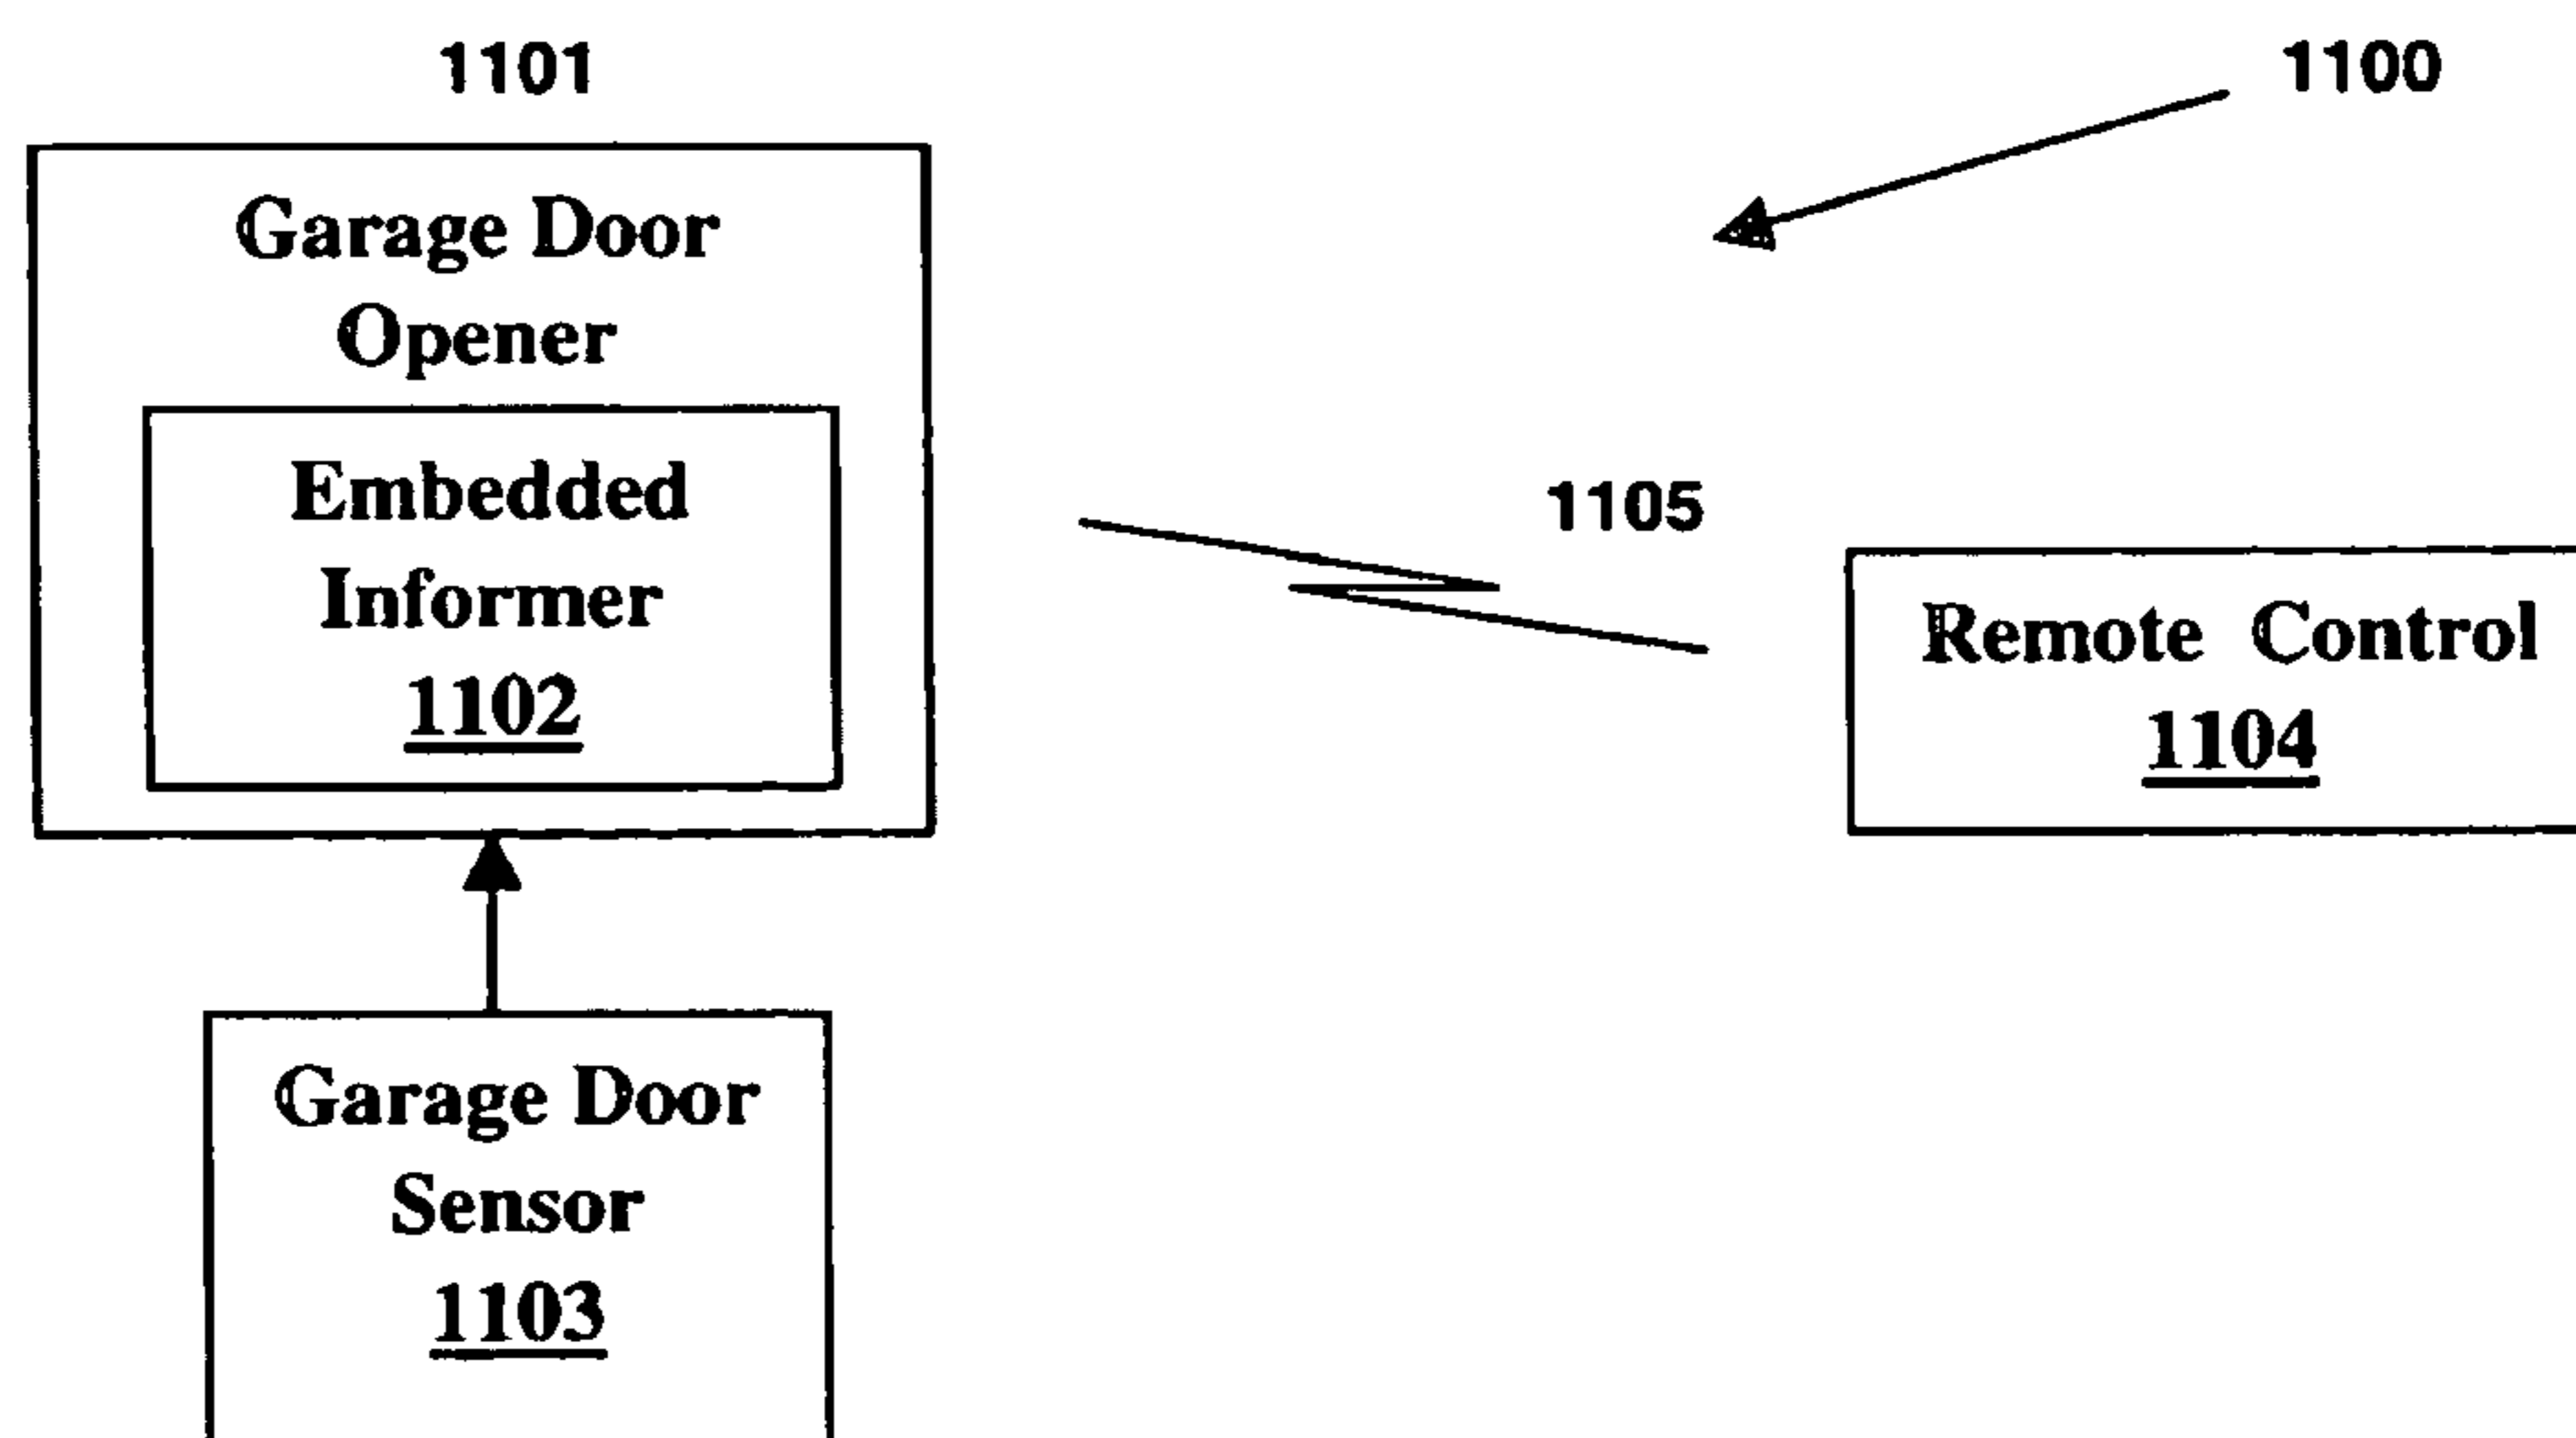 1101
1100
Garage Door
Opener
Embedded
Informer
1102
1105
Remote Control
1104
Garage Door
Sensor
1103